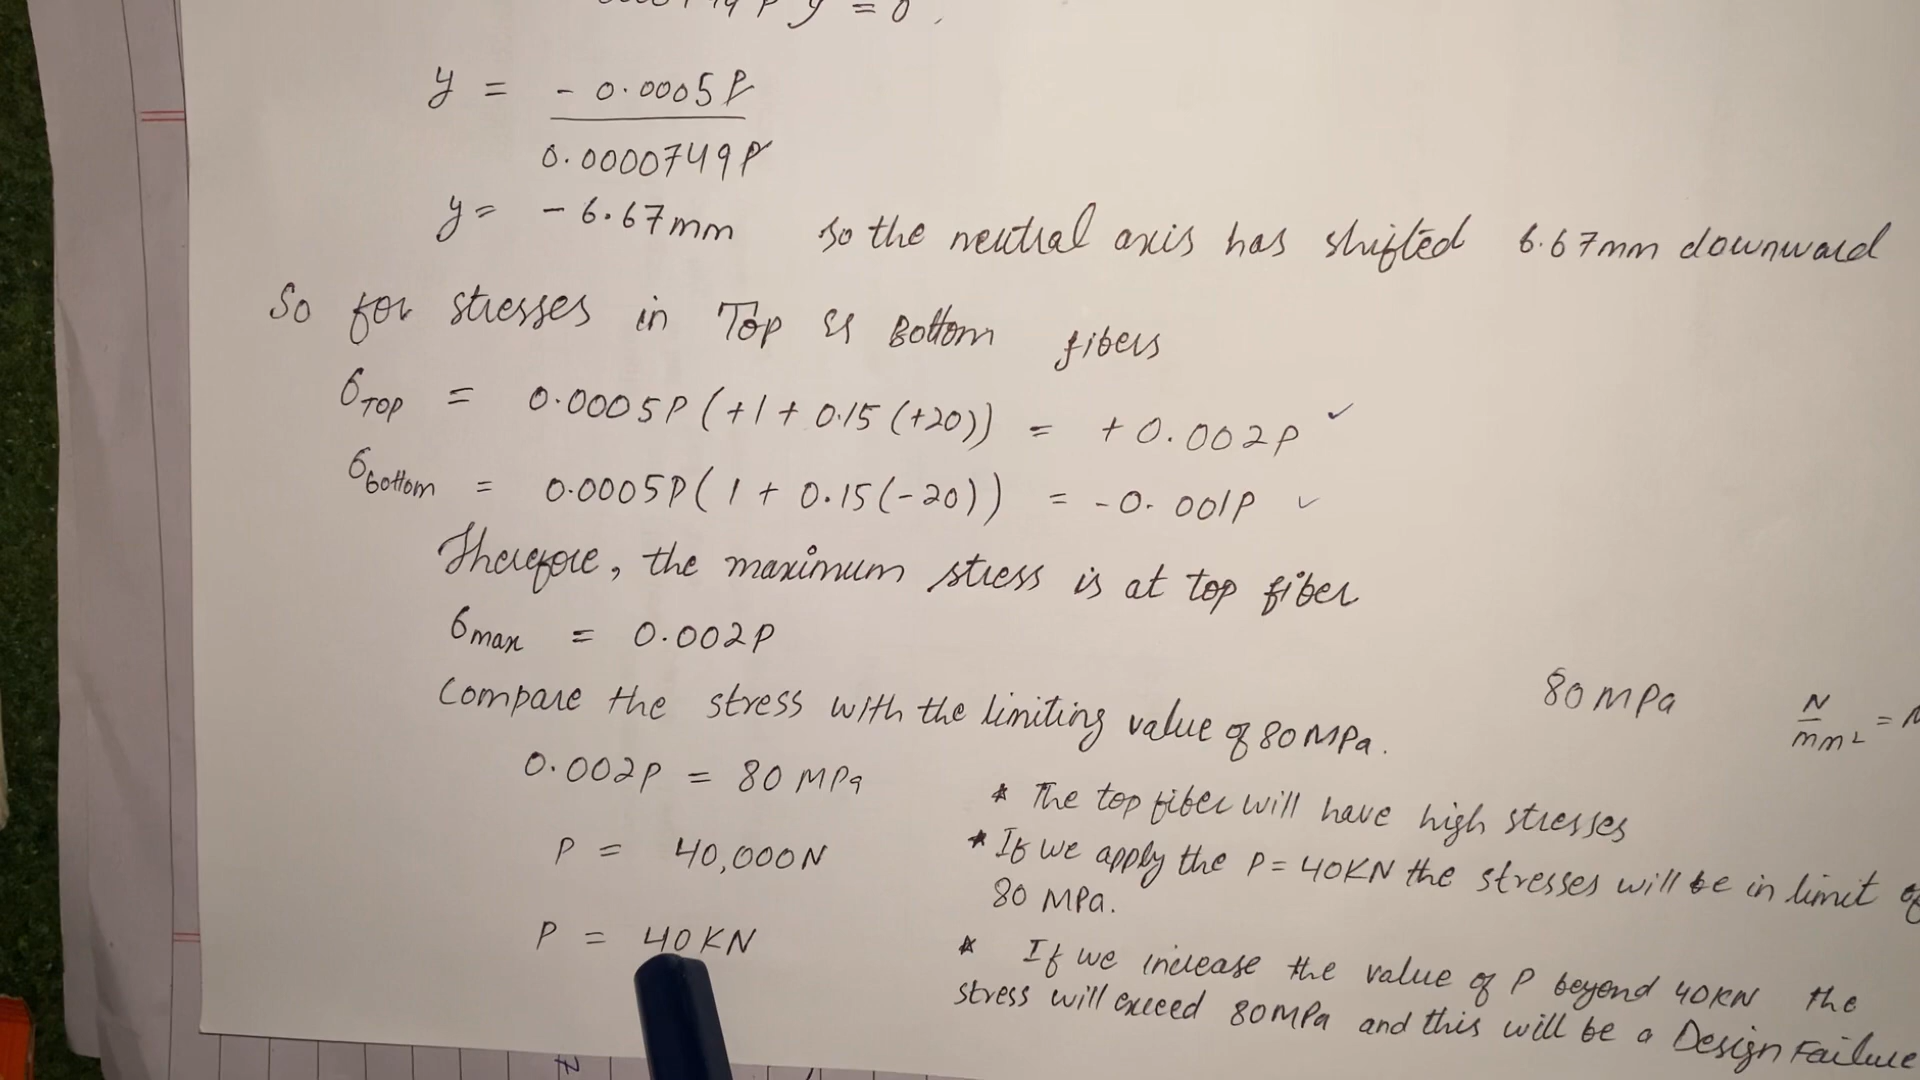 y = 0.
y = - 0.0005P
0.0000749P
y = - 6.67mm so the neutral axis has shifted 6.67mm downward
So for stresses in Top & Bottom fibers
σTOP = 0.0005P (+1 + 0.15 (+20)) = + 0.002P ✓
σBottom = 0.0005P ( 1 + 0.15 (-20)) = - 0.001P ✓
Therefore, the maximum stress is at top fiber
σmax = 0.002P
Compare the stress with the limiting value of 80MPa.
80 MPa
N
mm2 =
0.002P = 80 MPa
P = 40,000N
P = 40KN
* The top fiber will have high stresses
* If we apply the P = 40KN the stresses will be in limit of
80 MPa.
* If we increase the value of P beyond 40KN the
stress will exceed 80MPa and this will be a Design Failure